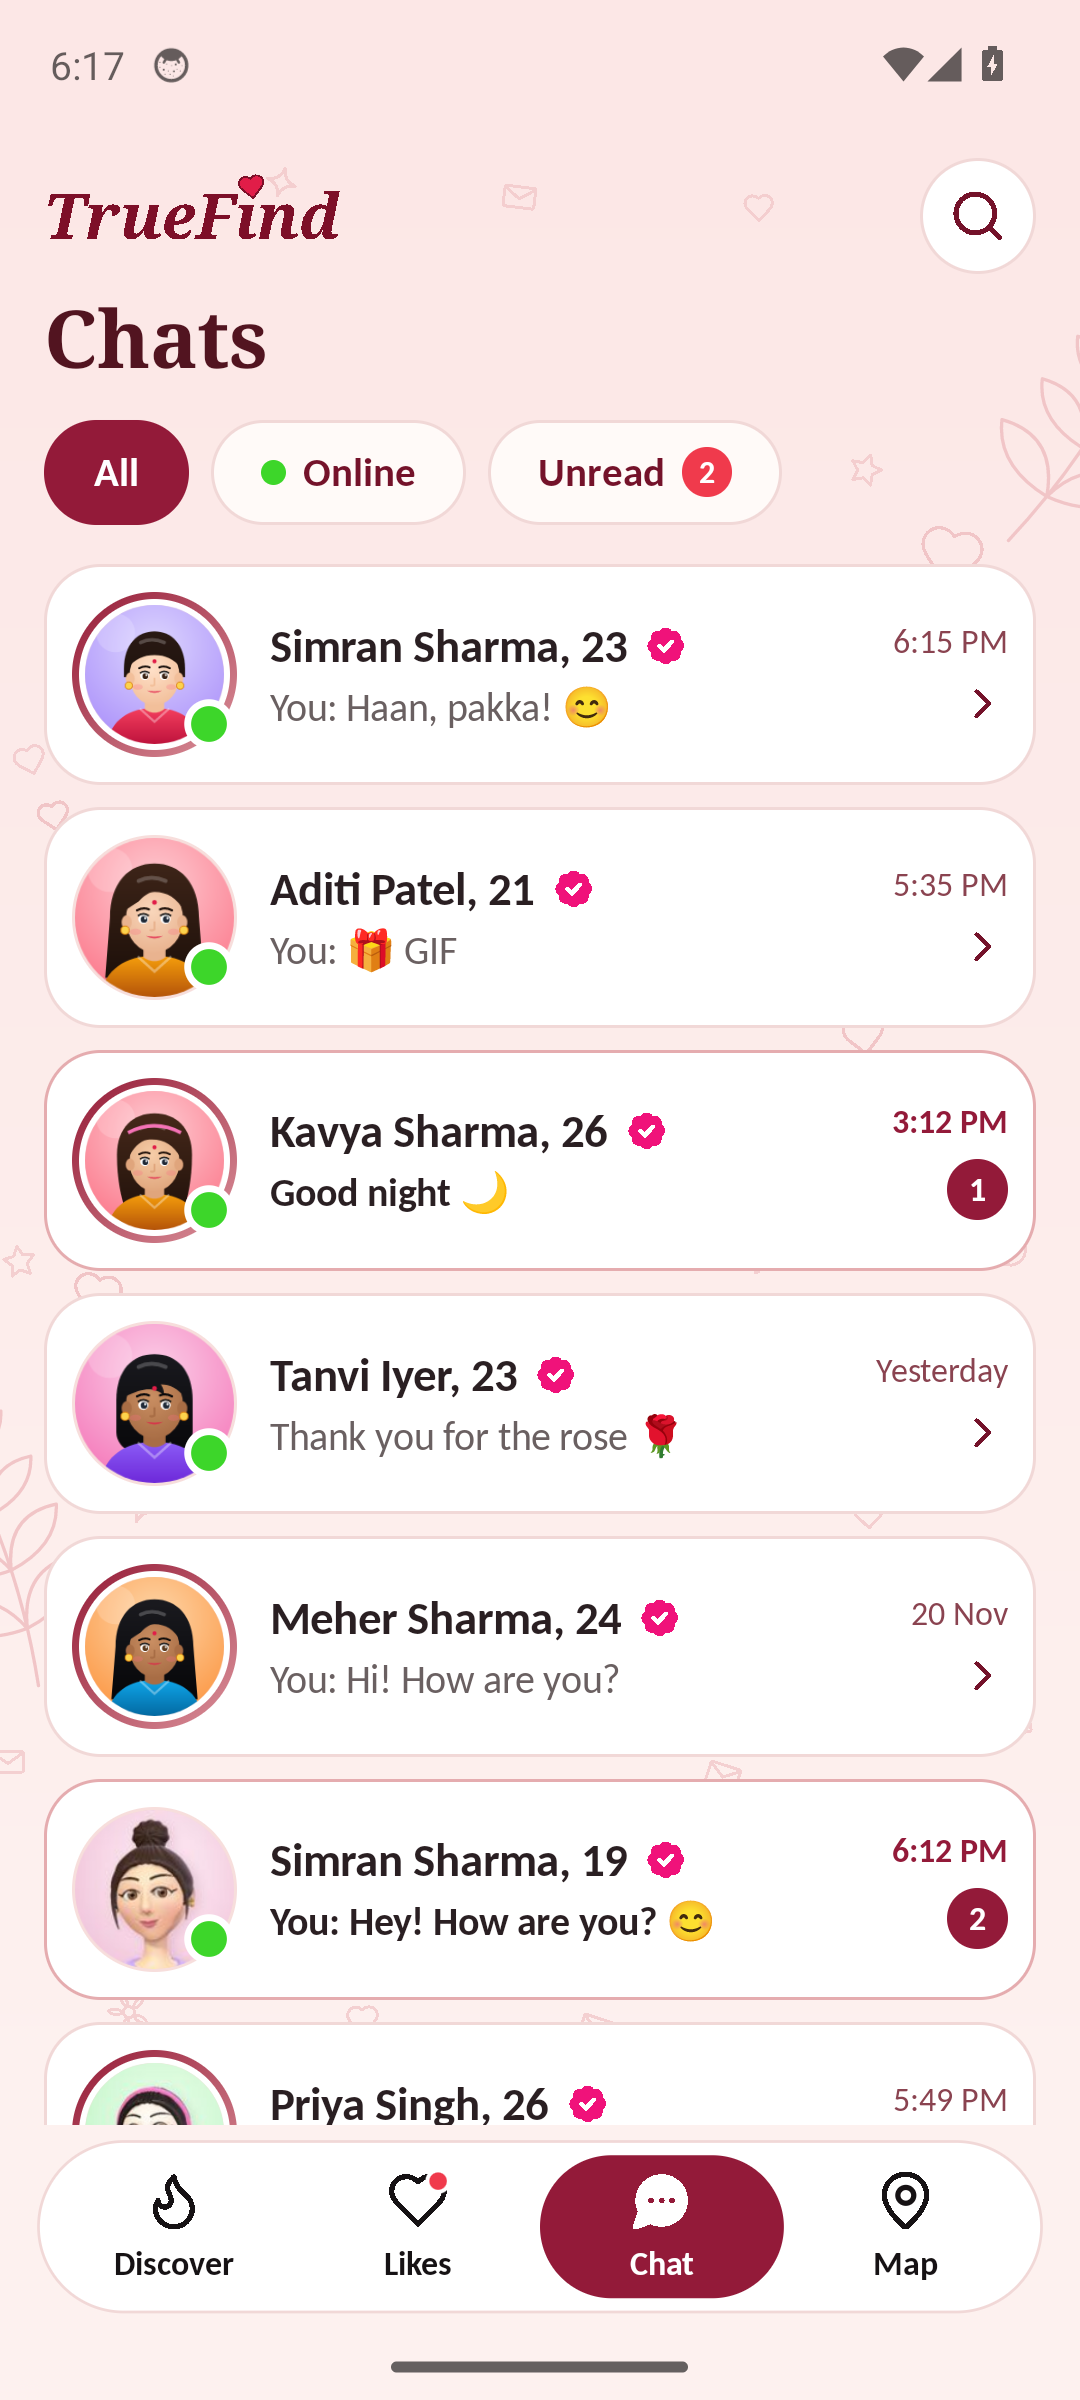 6:17
TrueFind
Chats
All
Online
Unread 2
Simran Sharma, 23
6:15 PM
You: Haan, pakka! 😊
Aditi Patel, 21
5:35 PM
You: 🎁 GIF
Kavya Sharma, 26
3:12 PM
Good night 🌙
1
Tanvi Iyer, 23
Yesterday
Thank you for the rose 🌹
Meher Sharma, 24
20 Nov
You: Hi! How are you?
Simran Sharma, 19
6:12 PM
You: Hey! How are you? 😊
2
Priya Singh, 26
5:49 PM
Discover
Likes
Chat
Map